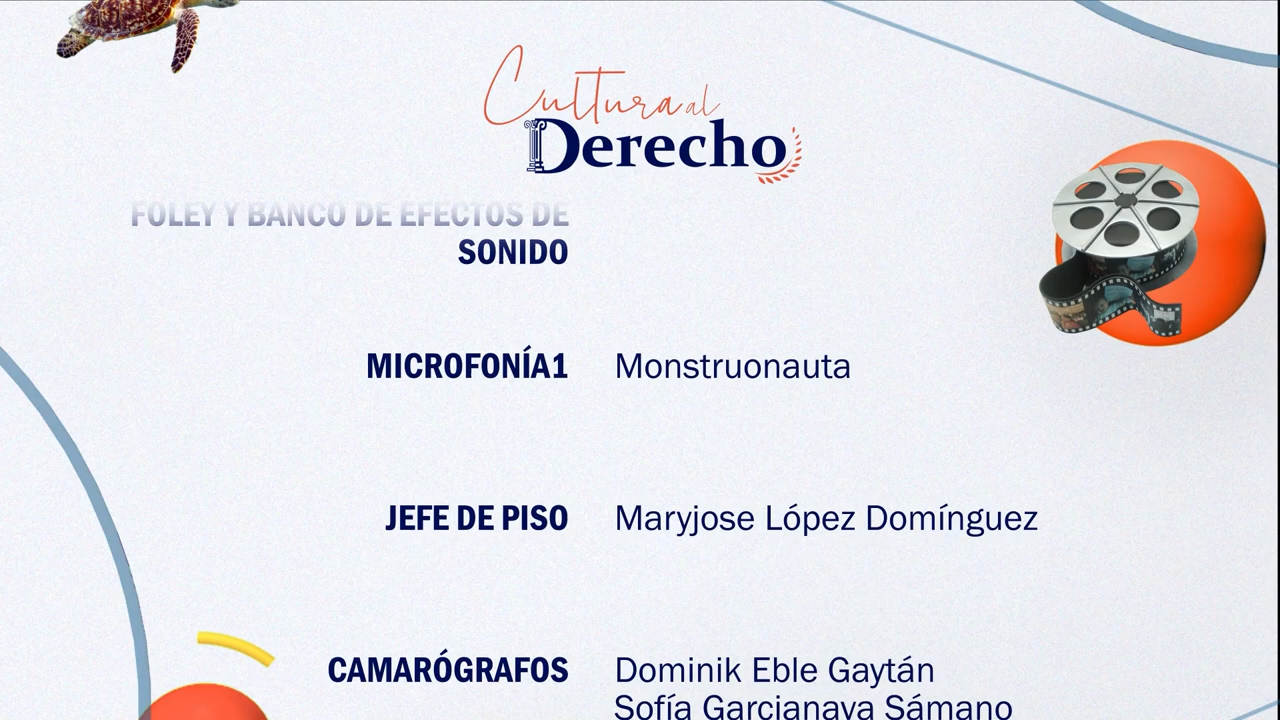 Cultura al
Derecho
FOLEY Y BANCO DE EFECTOS DE
SONIDO
MICROFONÍA1 Monstruonauta
JEFE DE PISO Maryjose López Domínguez
CAMARÓGRAFOS Dominik Eble Gaytán
Sofía Garcianava Sámano